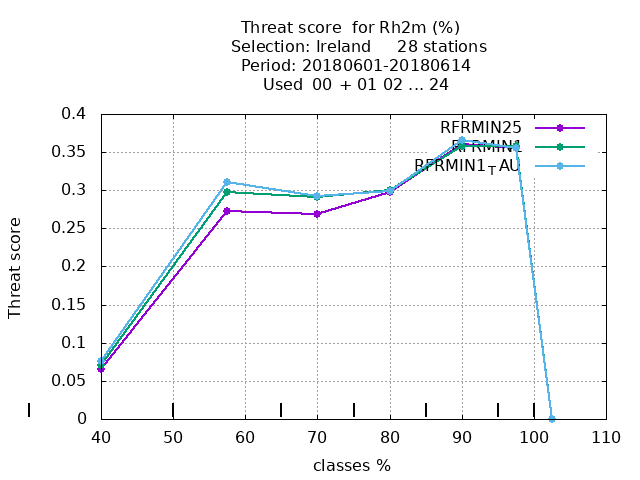 Threat score  for Rh2m (%)
Selection: Ireland     28 stations
Period: 20180601-20180614
Used  00 + 01 02 ... 24
RFRMIN25
RFRMIN1
RFRMIN1TAU
Threat score
0.4
0.35
0.3
0.25
0.2
0.15
0.1
0.05
0
40 50 60 70 80 90 100 110
classes %